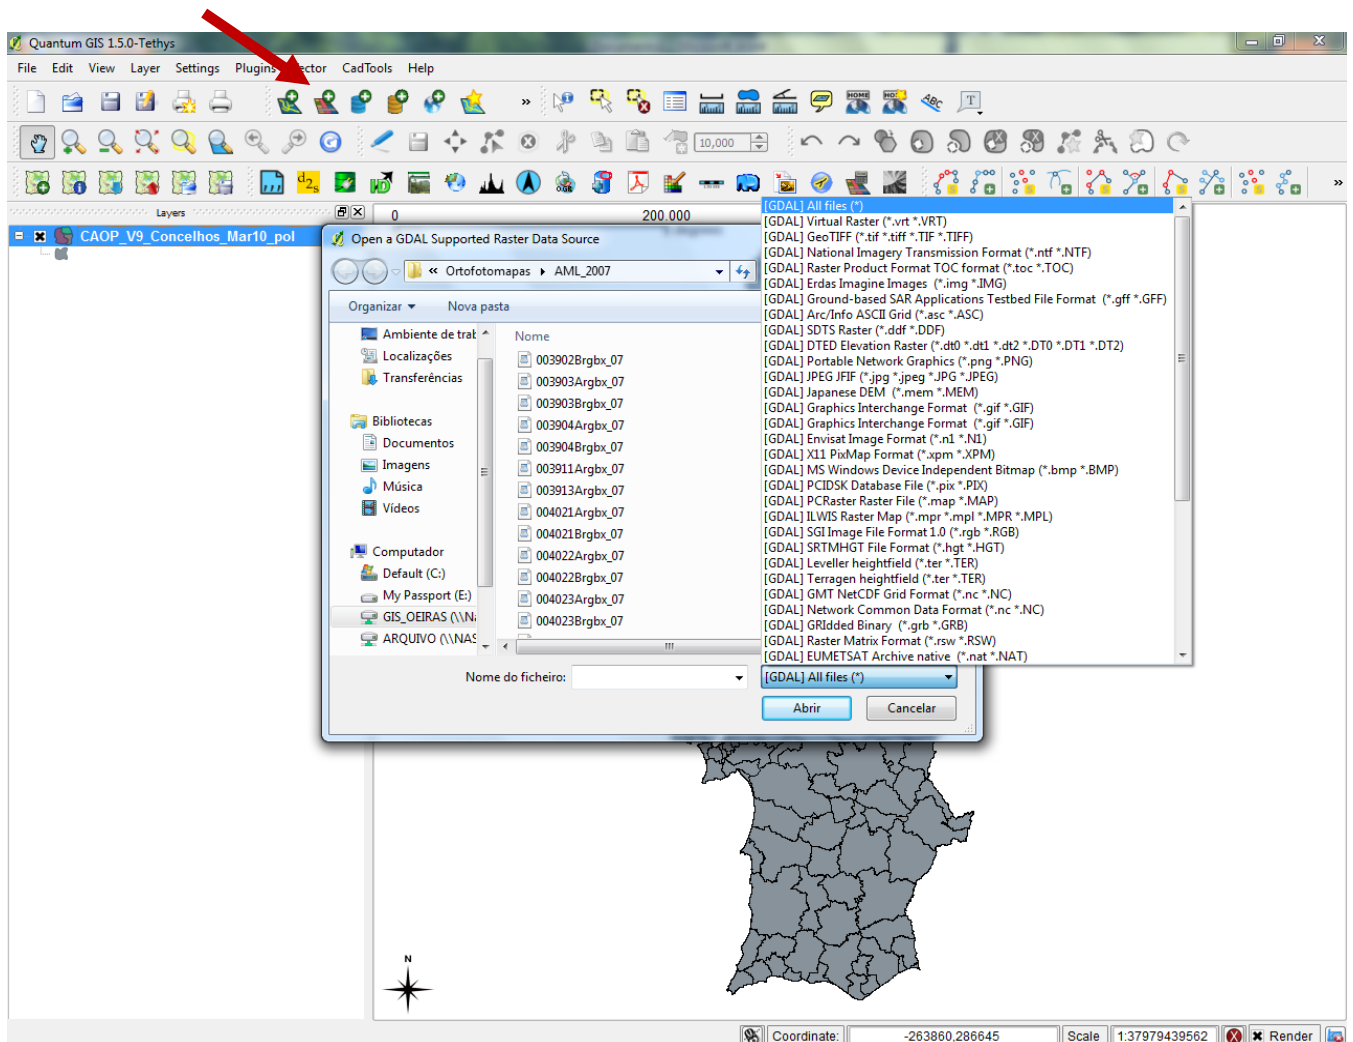 Quantum GIS 1.5.0-Tethys
File Edit View Layer Settings Plugins CadTools Help
HOME
ABC
T
10,000
d2s
Layers
0 200.000
CAOP_V9_Concelhos_Mar10_pol
Open a GDAL Supported Raster Data Source
« Ortofotomapas AML_2007
Organizar Nova pasta
Ambiente de trab
Localizações
Transferências
Bibliotecas
Documentos
Imagens
Música
Vídeos
Computador
Default (C:)
My Passport (E:)
GIS_OEIRAS (\\N
ARQUIVO (\\NAS
Nome
003902Brgbx_07
003903Argbx_07
003903Brgbx_07
003904Argbx_07
003904Brgbx_07
003911Argbx_07
003913Argbx_07
004021Argbx_07
004021Brgbx_07
004022Argbx_07
004022Brgbx_07
004023Argbx_07
004023Brgbx_07
[GDAL] All files (*)
[GDAL] Virtual Raster (*.vrt *.VRT)
[GDAL] GeoTIFF (*.tif *.tiff *.TIF *.TIFF)
[GDAL] National Imagery Transmission Format (*.ntf *.NTF)
[GDAL] Raster Product Format TOC format (*.toc *.TOC)
[GDAL] Erdas Imagine Images (*.img *.IMG)
[GDAL] Ground-based SAR Applications Testbed File Format (*.gff *.GFF)
[GDAL] Arc/Info ASCII Grid (*.asc *.ASC)
[GDAL] SDTS Raster (*.ddf *.DDF)
[GDAL] DTED Elevation Raster (*.dt0 *.dt1 *.dt2 *.DT0 *.DT1 *.DT2)
[GDAL] Portable Network Graphics (*.png *.PNG)
[GDAL] JPEG JFIF (*.jpg *.jpeg *.JPG *.JPEG)
[GDAL] Japanese DEM (*.mem *.MEM)
[GDAL] Graphics Interchange Format (*.gif *.GIF)
[GDAL] Graphics Interchange Format (*.gif *.GIF)
[GDAL] Envisat Image Format (*.n1 *.N1)
[GDAL] X11 PixMap Format (*.xpm *.XPM)
[GDAL] MS Windows Device Independent Bitmap (*.bmp *.BMP)
[GDAL] PCIDSK Database File (*.pix *.PIX)
[GDAL] PCRaster Raster File (*.map *.MAP)
[GDAL] ILWIS Raster Map (*.mpr *.mpl *.MPR *.MPL)
[GDAL] SGI Image File Format 1.0 (*.rgb *.RGB)
[GDAL] SRTMHGT File Format (*.hgt *.HGT)
[GDAL] Leveller heightfield (*.ter *.TER)
[GDAL] Terragen heightfield (*.ter *.TER)
[GDAL] GMT NetCDF Grid Format (*.nc *.NC)
[GDAL] Network Common Data Format (*.nc *.NC)
[GDAL] GRIdded Binary (*.grb *.GRB)
[GDAL] Raster Matrix Format (*.rsw *.RSW)
[GDAL] EUMETSAT Archive native (*.nat *.NAT)
Nome do ficheiro: [GDAL] All files (*)
Abrir Cancelar
N
Coordinate: -263860,286645 Scale 1:37979439562 Render